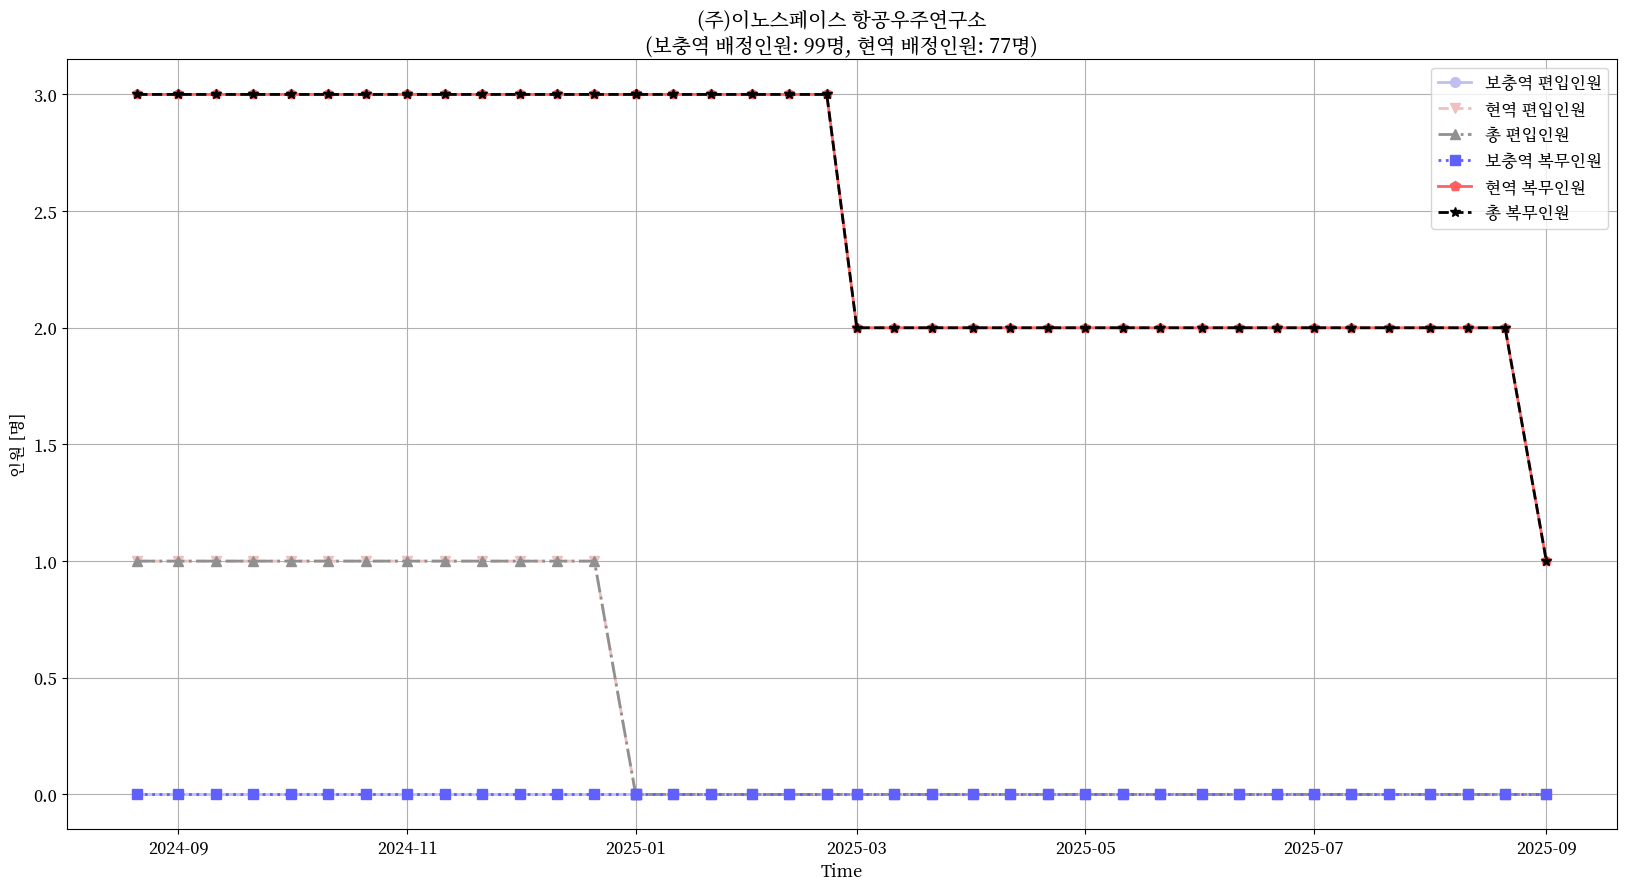 (주)이노스페이스 항공우주연구소
(보충역 배정인원: 99명, 현역 배정인원: 77명)
인원 [명]
3.0
2.5
2.0
1.5
1.0
0.5
0.0
보충역 편입인원
현역 편입인원
총 편입인원
보충역 복무인원
현역 복무인원
총 복무인원
2024-09
2024-11
2025-01
2025-03
2025-05
2025-07
2025-09
Time